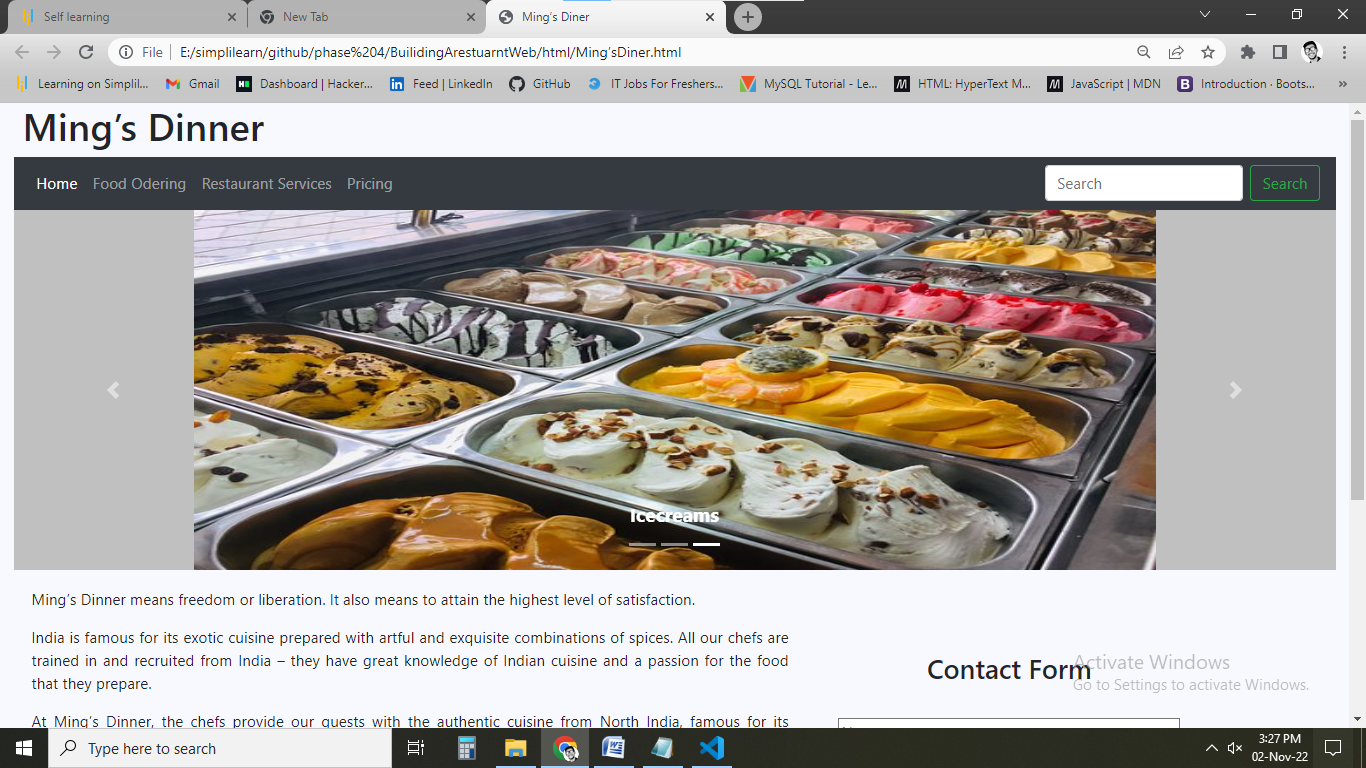 Self learning
New Tab
Ming's Diner
File
E:/simplilearn/github/phase%204/BuilidingArestuarntWeb/html/Ming'sDiner.html
Learning on Simplil...
Gmail
Dashboard | Hacker...
Feed | LinkedIn
GitHub
IT Jobs For Freshers...
MySQL Tutorial - Le...
HTML: HyperText M...
JavaScript | MDN
Introduction · Boots...
Ming’s Dinner
Home
Food Odering
Restaurant Services
Pricing
Search
Search
Icecreams
Ming’s Dinner means freedom or liberation. It also means to attain the highest level of satisfaction.
India is famous for its exotic cuisine prepared with artful and exquisite combinations of spices. All our chefs are
trained in and recruited from India – they have great knowledge of Indian cuisine and a passion for the food
that they prepare.
At Ming’s Dinner, the chefs provide our guests with the authentic cuisine from North India, famous for its
Contact Form
Activate Windows
Go to Settings to activate Windows.
Type here to search
3:27 PM
02-Nov-22